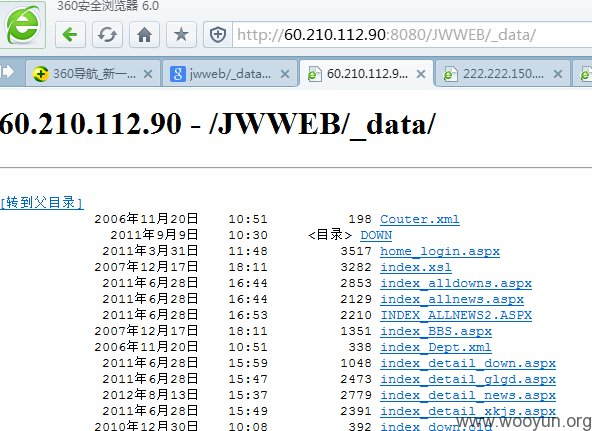 360安全浏览器 6.0
http://60.210.112.90:8080/JWWEB/_data/
360导航_新一... jwweb/_data... 60.210.112.9... 222.222.150....
60.210.112.90 - /JWWEB/_data/
[转到父目录]
2006年11月20日 10:51 198 Couter.xml
2011年9月9日 10:30 <目录> DOWN
2011年3月31日 11:48 3517 home_login.aspx
2007年12月17日 18:11 3282 index.xsl
2011年6月28日 16:44 2853 index_alldowns.aspx
2011年6月28日 16:44 2129 index_allnews.aspx
2011年6月28日 16:53 2210 INDEX_ALLNEWS2.ASPX
2007年12月17日 18:11 1351 index_BBS.aspx
2006年11月20日 10:51 338 index_Dept.xml
2011年6月28日 15:59 1048 index_detail_down.aspx
2011年6月28日 15:47 2473 index_detail_glgd.aspx
2012年8月13日 15:37 2779 index_detail_news.aspx
2011年6月28日 15:49 2391 index_detail_xkjs.aspx
2010年12月30日 10:08 392 index_down.old
www.wooyun.org